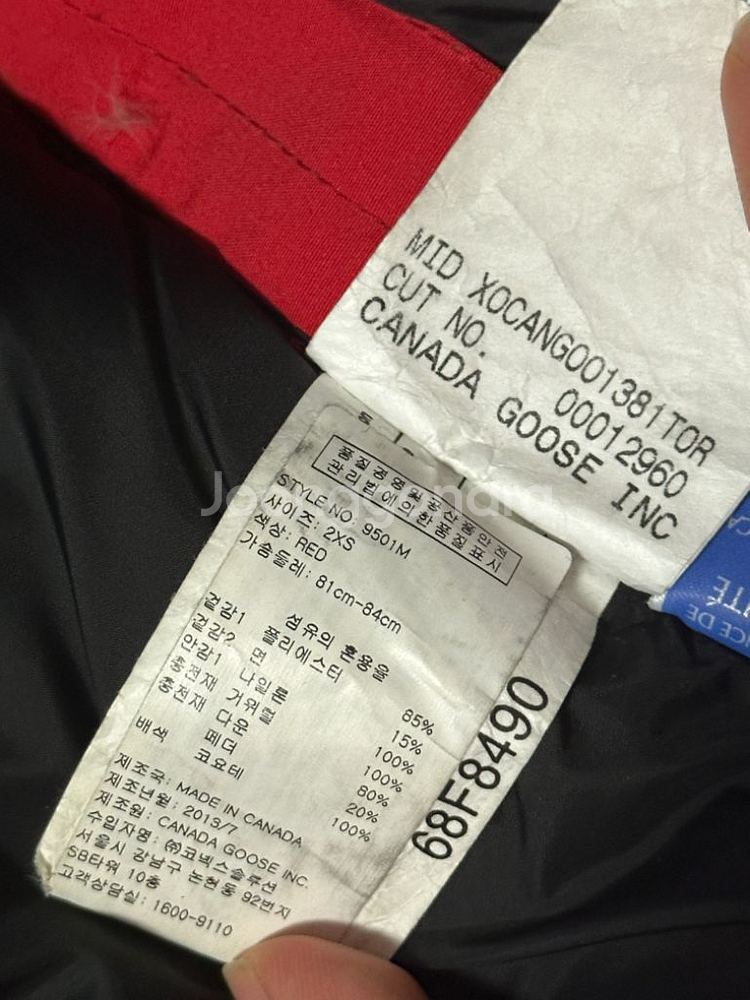 MID XOCANG001381TOR
CUT NO. 00012960
CANADA GOOSE INC
Joonggonara
품질경영및공산품안전
관리법에의한품질표시
STYLE NO: 9501M
사이즈: 2XS
색상: RED
가슴둘레: 81cm-84cm
섬유의 혼용율
겉감1 폴리에스터 85%
겉감2 면 15%
안감1 나일론 100%
충전재 거위털 100%
충전재 다운 80%
페더 20%
배색 코요테 100%
제조국: MADE IN CANADA
제조년월: 2013/7
제조원: CANADA GOOSE INC.
수입자명: ㈜코넥스솔루션
서울시 강남구 논현동 92번지
SB타워 10층
고객상담실: 1600-9110
68F8490